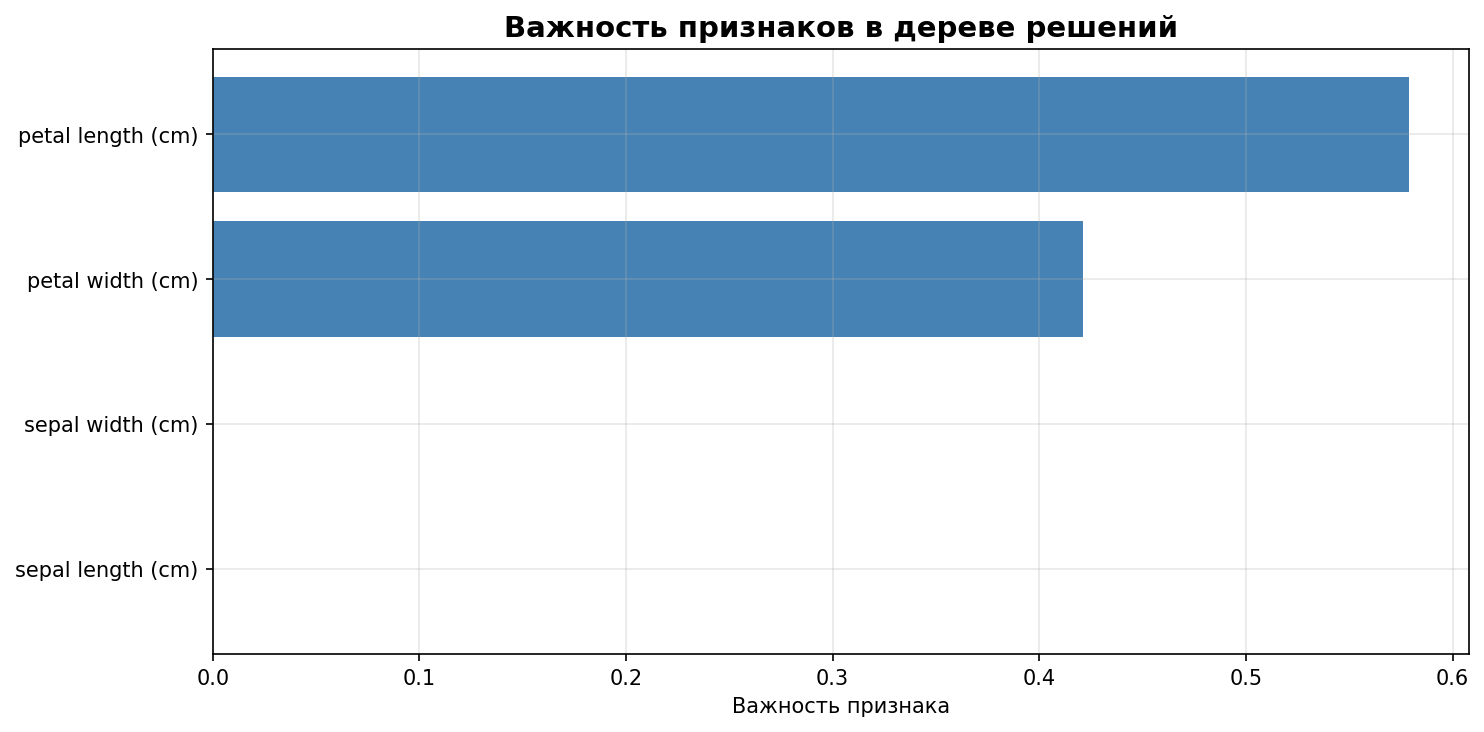 Важность признаков в дереве решений
petal length (cm)
petal width (cm)
sepal width (cm)
sepal length (cm)
0.0 0.1 0.2 0.3 0.4 0.5 0.6
Важность признака